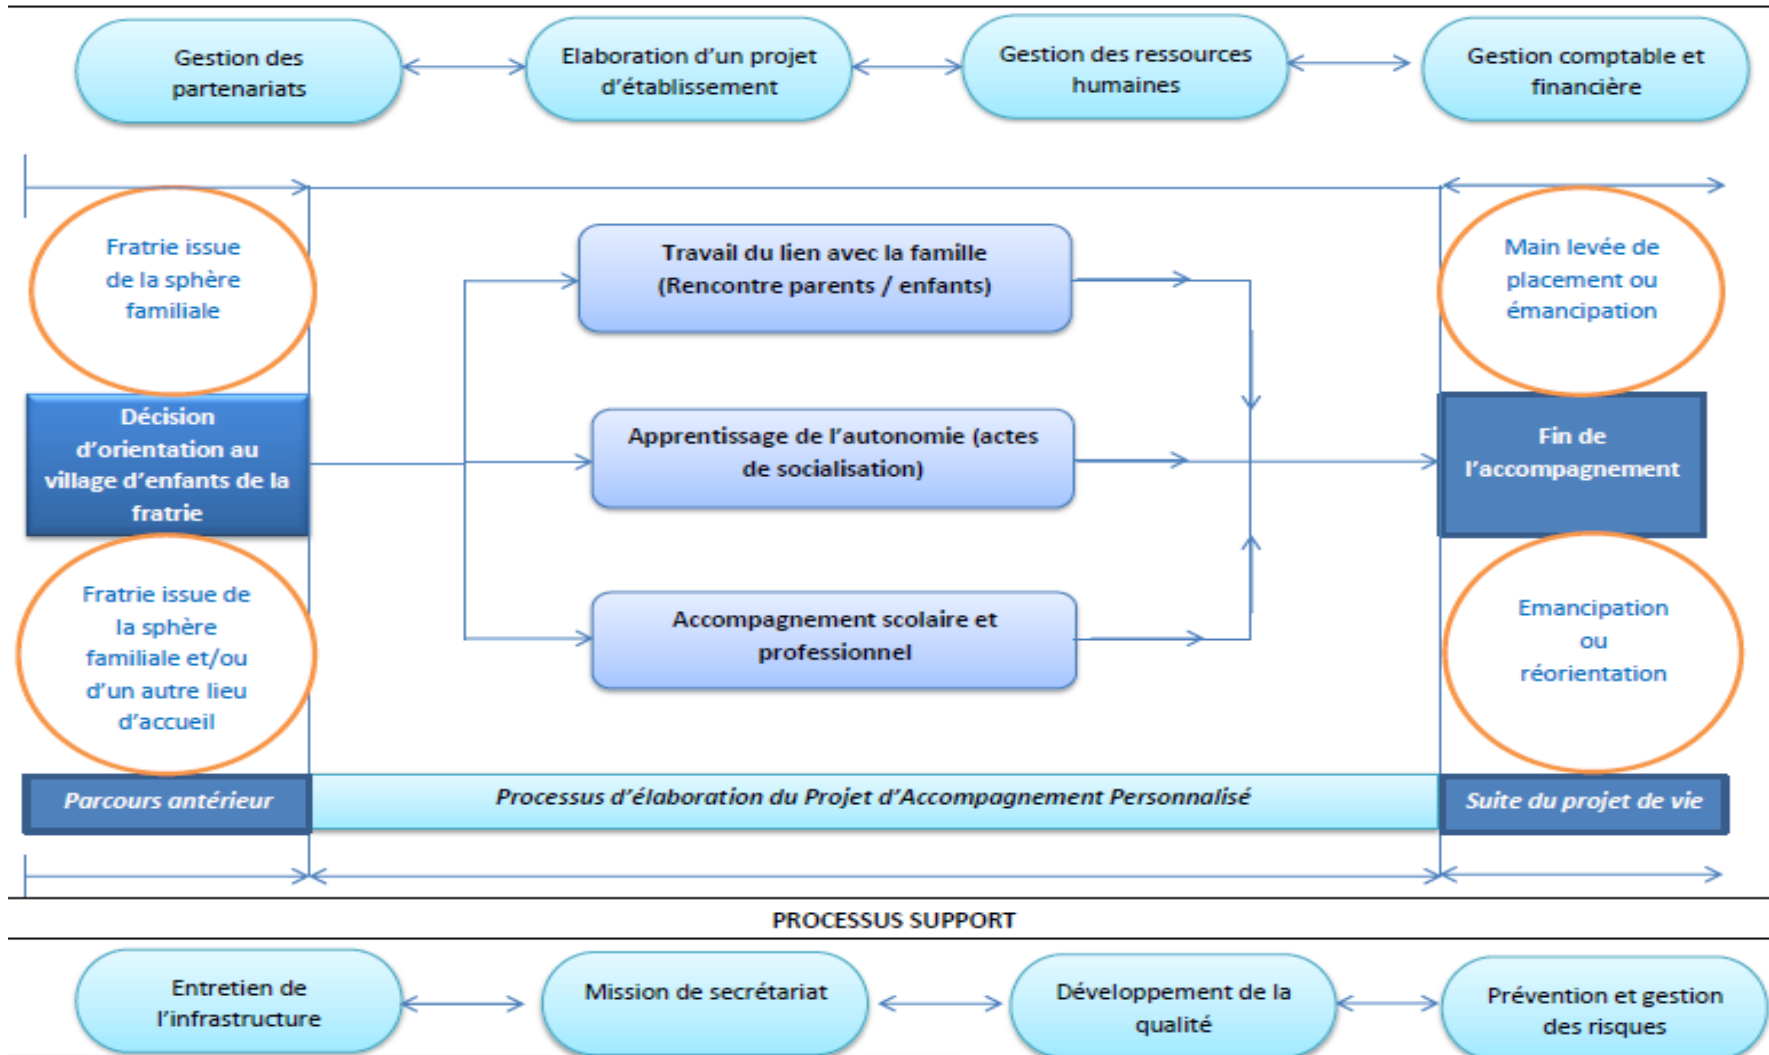 Gestion des
partenariats
Elaboration d'un projet
d'établissement
Gestion des ressources
humaines
Gestion comptable et
financière
Fratrie issue
de la sphère
familiale
Travail du lien avec la famille
(Rencontre parents / enfants)
Main levée de
placement ou
émancipation
Décision
d'orientation au
village d'enfants de la
fratrie
Apprentissage de l'autonomie (actes
de socialisation)
Fin de
l'accompagnement
Fratrie issue de
la sphère
familiale et/ou
d'un autre lieu
d'accueil
Accompagnement scolaire et
professionnel
Emancipation
ou
réorientation
Parcours antérieur
Processus d'élaboration du Projet d'Accompagnement Personnalisé
Suite du projet de vie
PROCESSUS SUPPORT
Entretien de
l'infrastructure
Mission de secrétariat
Développement de la
qualité
Prévention et gestion
des risques